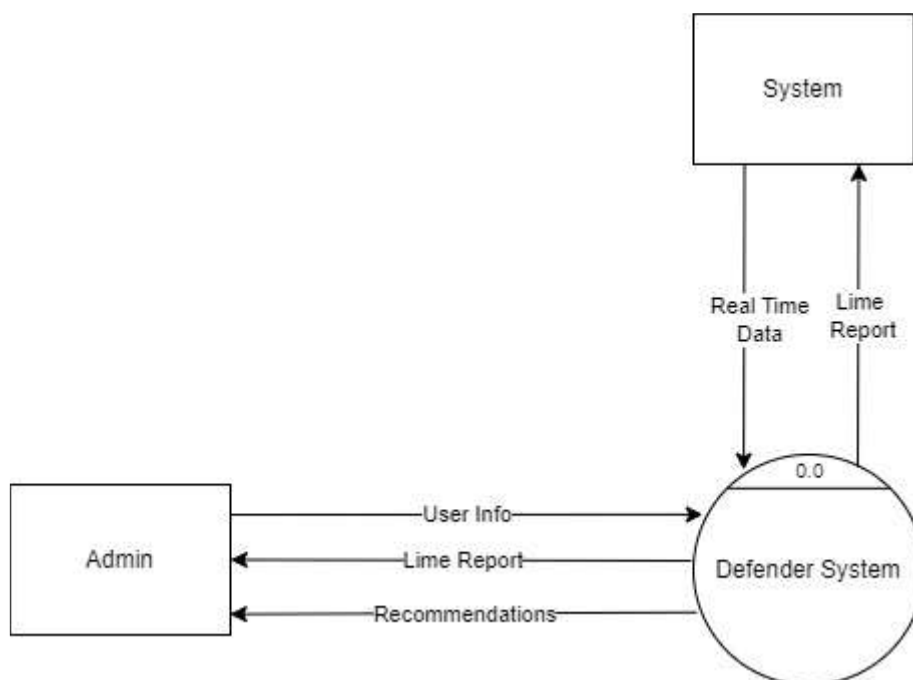 System
Real Time
Data
Lime
Report
0.0
Defender System
Admin
User Info
Lime Report
Recommendations